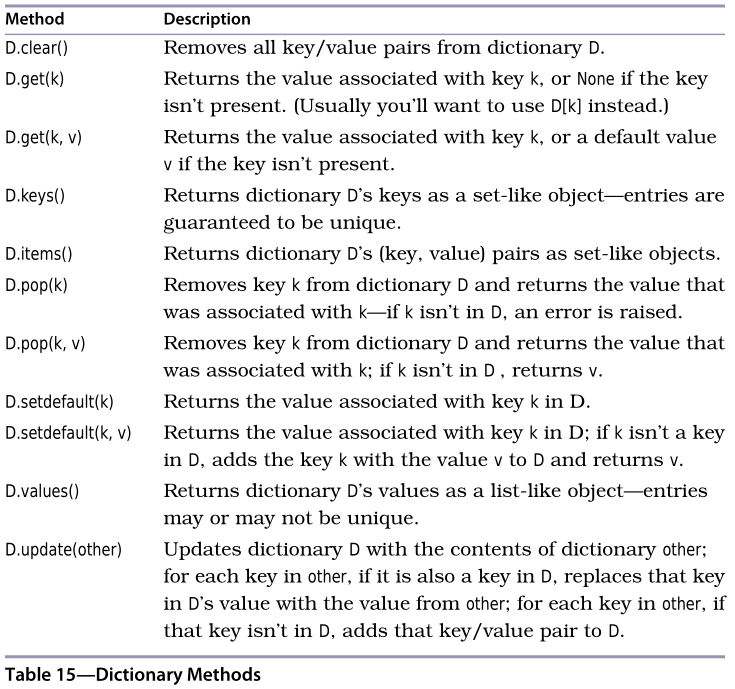 Method Description
D.clear() Removes all key/value pairs from dictionary D.
D.get(k) Returns the value associated with key k, or None if the key
isn't present. (Usually you'll want to use D[k] instead.)
D.get(k, v) Returns the value associated with key k, or a default value
v if the key isn't present.
D.keys() Returns dictionary D's keys as a set-like object—entries are
guaranteed to be unique.
D.items() Returns dictionary D's (key, value) pairs as set-like objects.
D.pop(k) Removes key k from dictionary D and returns the value that
was associated with k—if k isn't in D, an error is raised.
D.pop(k, v) Removes key k from dictionary D and returns the value that
was associated with k; if k isn't in D , returns v.
D.setdefault(k) Returns the value associated with key k in D.
D.setdefault(k, v) Returns the value associated with key k in D; if k isn't a key
in D, adds the key k with the value v to D and returns v.
D.values() Returns dictionary D's values as a list-like object—entries
may or may not be unique.
D.update(other) Updates dictionary D with the contents of dictionary other;
for each key in other, if it is also a key in D, replaces that key
in D's value with the value from other; for each key in other, if
that key isn't in D, adds that key/value pair to D.
Table 15—Dictionary Methods